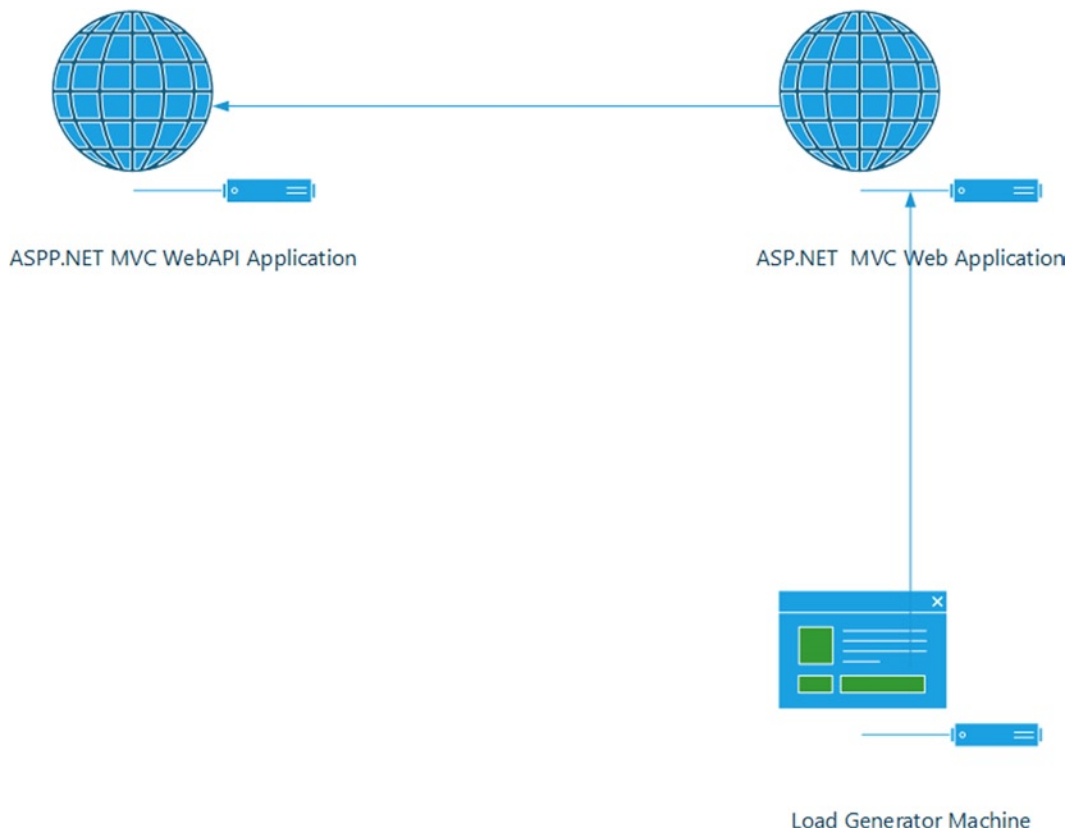 ASPP.NET MVC WebAPI Application
ASP.NET  MVC Web Application
Load Generator Machine